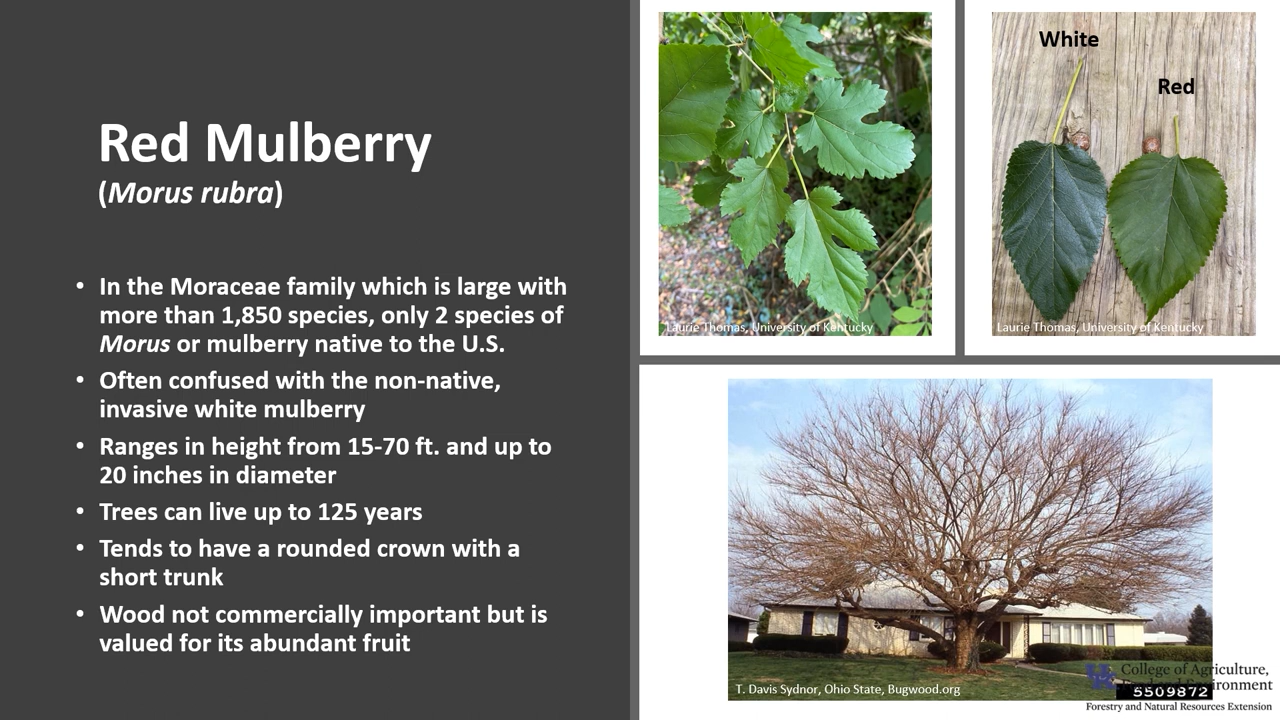 Red Mulberry
(Morus rubra)
• In the Moraceae family which is large with
more than 1,850 species, only 2 species of
Morus or mulberry native to the U.S.
• Often confused with the non-native,
invasive white mulberry
• Ranges in height from 15-70 ft. and up to
20 inches in diameter
• Trees can live up to 125 years
• Tends to have a rounded crown with a
short trunk
• Wood not commercially important but is
valued for its abundant fruit
Laurie Thomas, University of Kentucky
White
Red
Laurie Thomas, University of Kentucky
T. Davis Sydnor, Ohio State, Bugwood.org
College of Agriculture,
5509872
Forestry and Natural Resources Extension